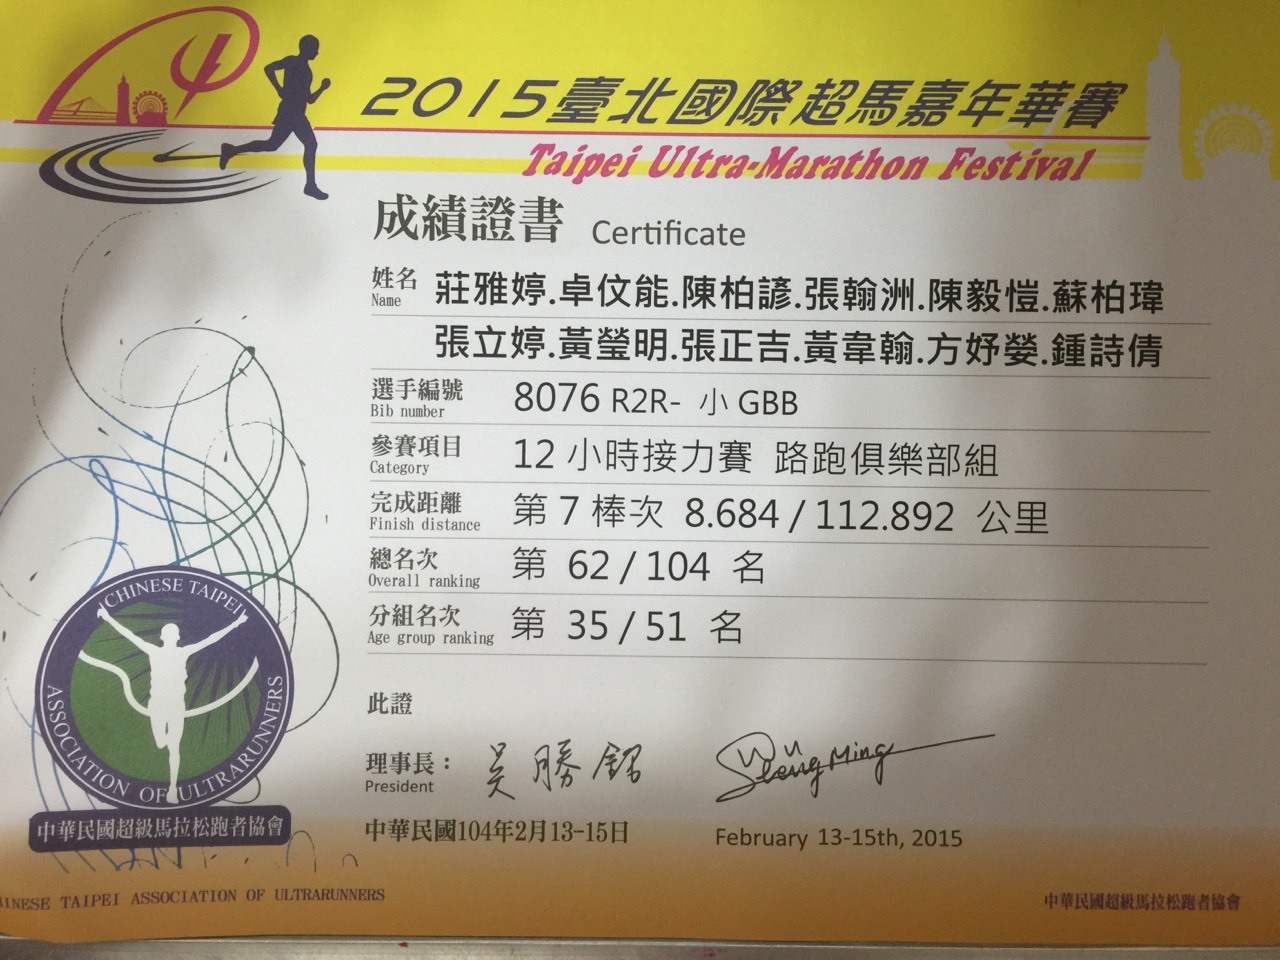 2015臺北國際超馬嘉年華賽
Taipei Ultra-Marathon Festival
成績證書 Certificate
姓名 莊雅婷.卓伩能.陳柏諺.張翰洲.陳毅愷.蘇柏瑋
Name
張立婷.黃瑩明.張正吉.黃韋翰.方妤媐.鍾詩倩
選手編號 8076 R2R- 小 GBB
Bib number
參賽項目 12 小時接力賽 路跑俱樂部組
Category
完成距離 第 7 棒次 8.684 / 112.892 公里
Finish distance
總名次 第 62 / 104 名
Overall ranking
分組名次 第 35 / 51 名
Age group ranking
此證
理事長： 吳勝銘 Wu Sheng Ming
President
中華民國104年2月13-15日 February 13-15th, 2015
CHINESE TAIPEI
ASSOCIATION OF ULTRARUNNERS
中華民國超級馬拉松跑者協會
HINESE TAIPEI ASSOCIATION OF ULTRARUNNERS
中華民國超級馬拉松跑者協會